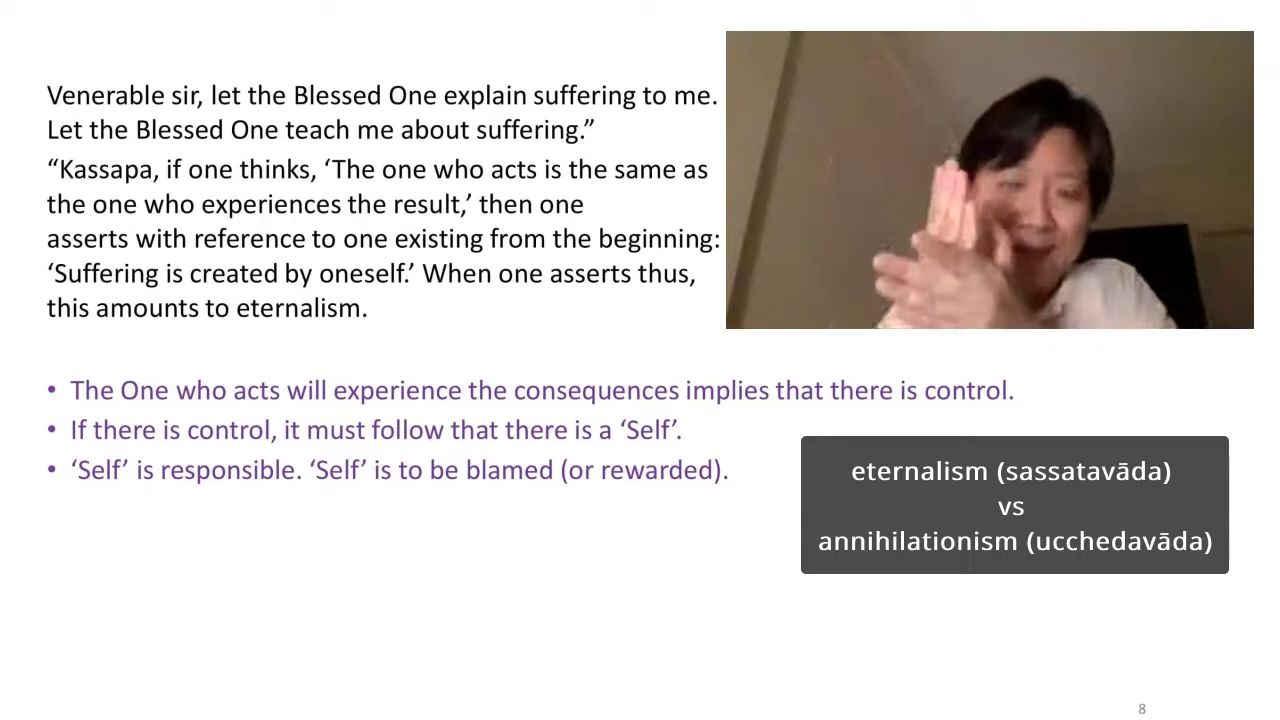 Venerable sir, let the Blessed One explain suffering to me.
Let the Blessed One teach me about suffering.”
“Kassapa, if one thinks, ‘The one who acts is the same as
the one who experiences the result,’ then one
asserts with reference to one existing from the beginning:
‘Suffering is created by oneself.’ When one asserts thus,
this amounts to eternalism.
• The One who acts will experience the consequences implies that there is control.
• If there is control, it must follow that there is a ‘Self’.
• ‘Self’ is responsible. ‘Self’ is to be blamed (or rewarded).
eternalism (sassatavāda)
vs
annihilationism (ucchedavāda)
8